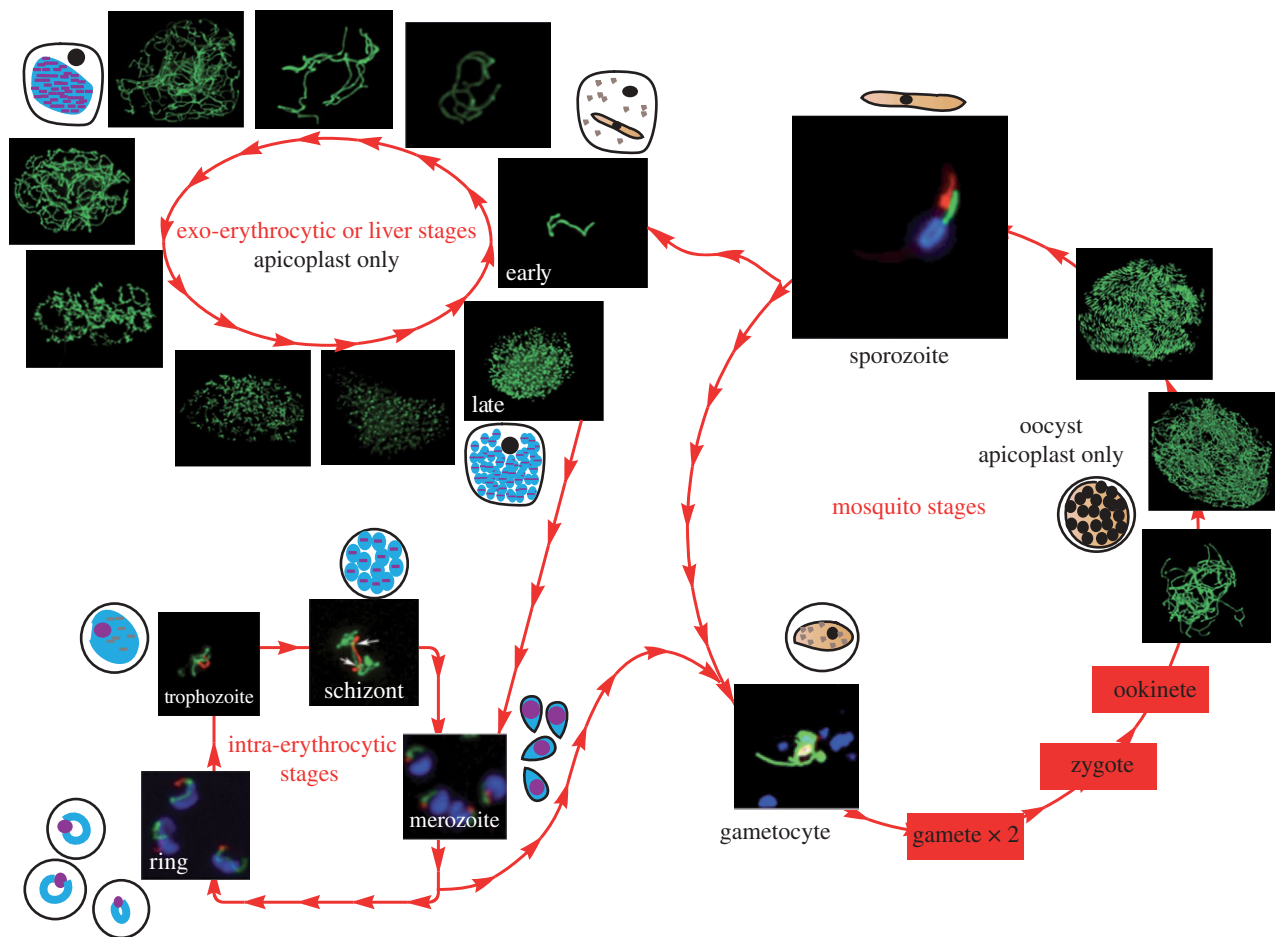 exo-erythrocytic or liver stages
apicoplast only
early
late
sporozoite
oocyst
apicoplast only
mosquito stages
trophozoite
schizont
intra-erythrocytic
stages
ring
merozoite
gametocyte
gamete × 2
zygote
ookinete